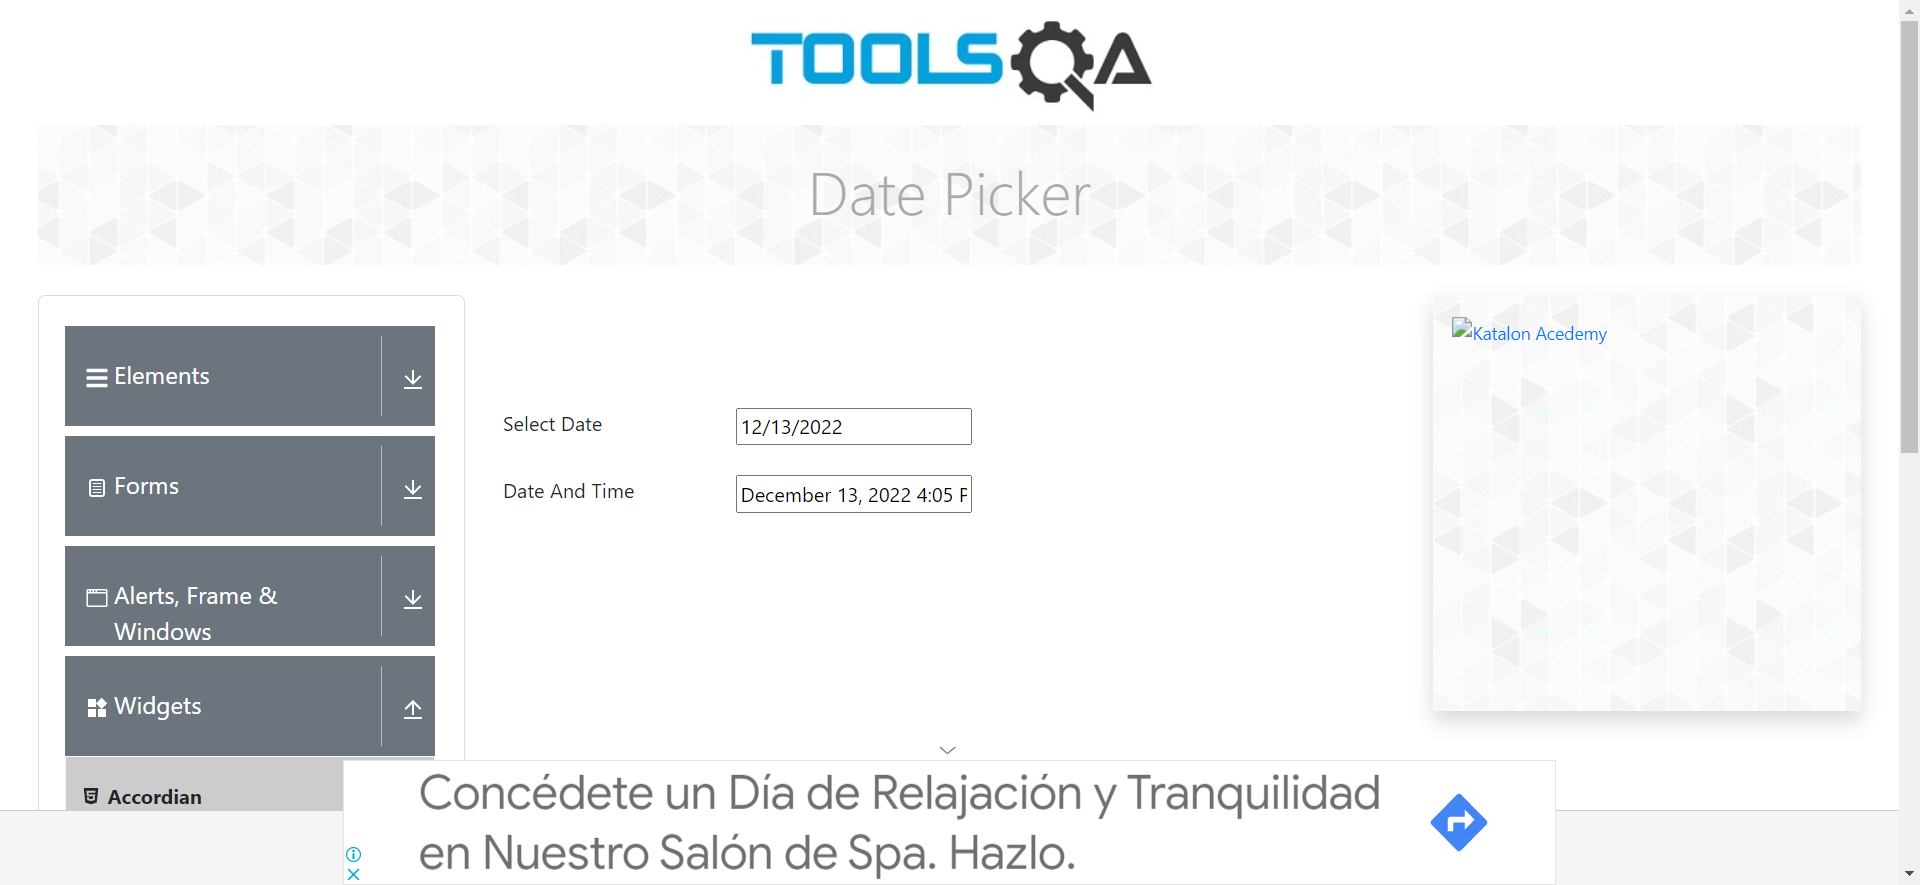 TOOLSQA
Date Picker
Elements
Forms
Alerts, Frame &
Windows
Widgets
Accordian
Select Date
12/13/2022
Date And Time
December 13, 2022 4:05 P
Katalon Acedemy
Concédete un Día de Relajación y Tranquilidad
en Nuestro Salón de Spa. Hazlo.